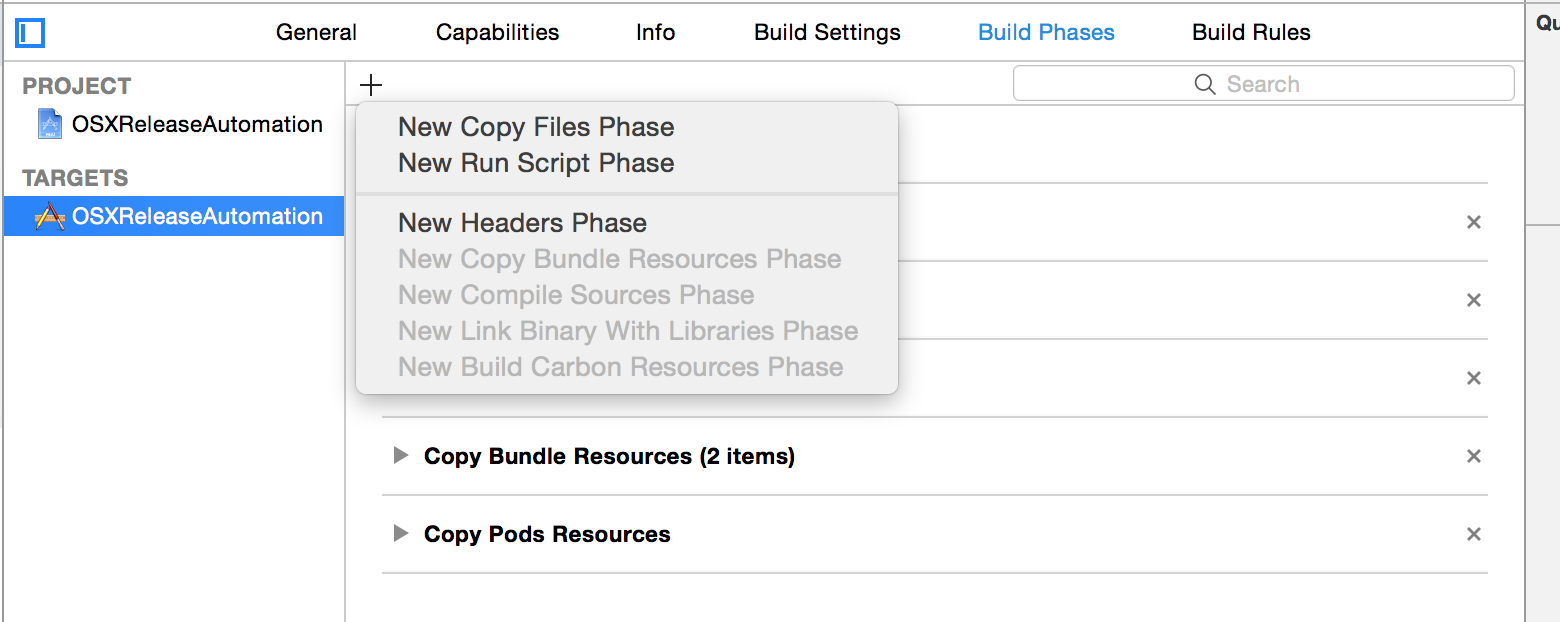 General Capabilities Info Build Settings Build Phases Build Rules
Qu
PROJECT
Search
OSXReleaseAutomation
TARGETS
OSXReleaseAutomation
New Copy Files Phase
New Run Script Phase
New Headers Phase
New Copy Bundle Resources Phase
New Compile Sources Phase
New Link Binary With Libraries Phase
New Build Carbon Resources Phase
Copy Bundle Resources (2 items)
Copy Pods Resources